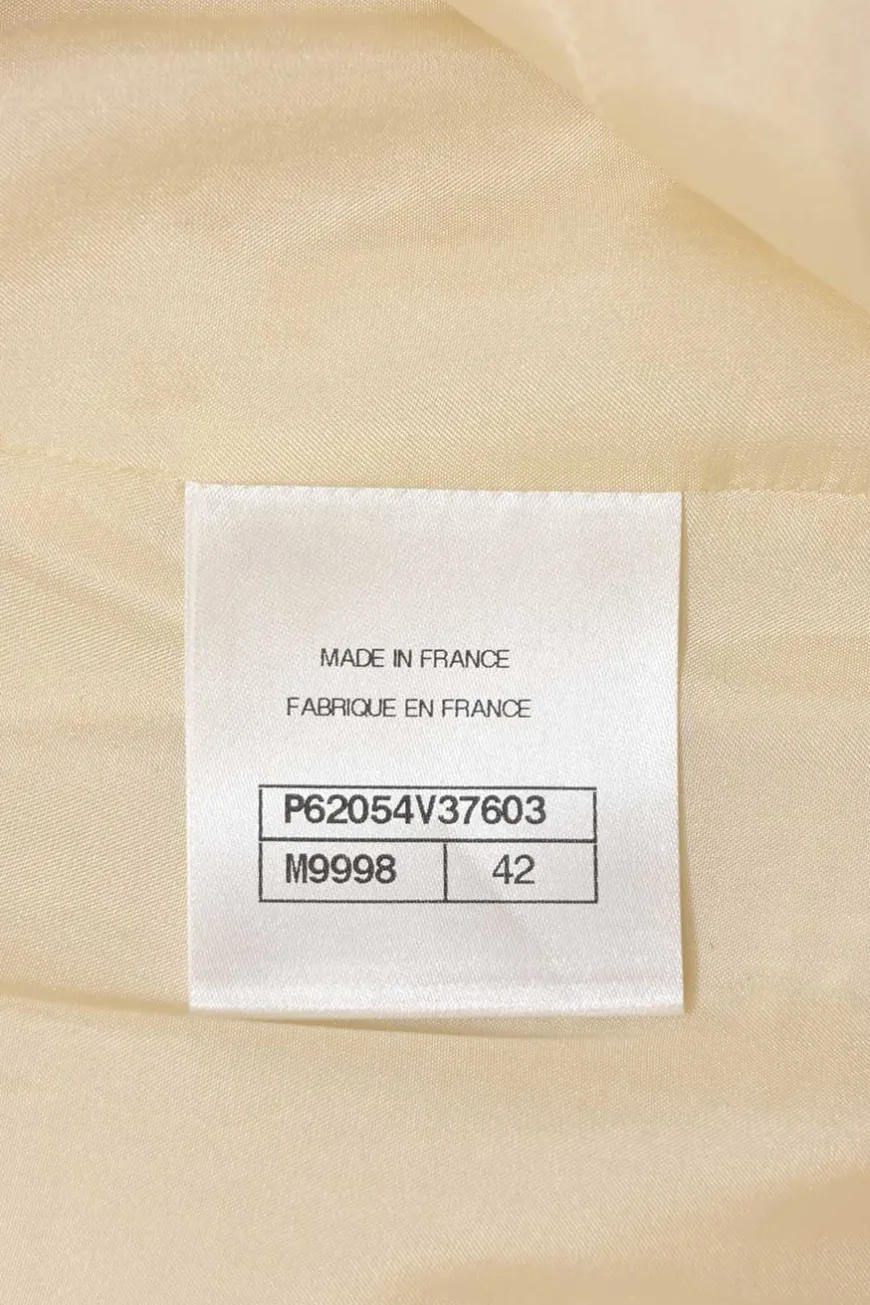 MADE IN FRANCE
FABRIQUE EN FRANCE
P62054V37603
M9998 42